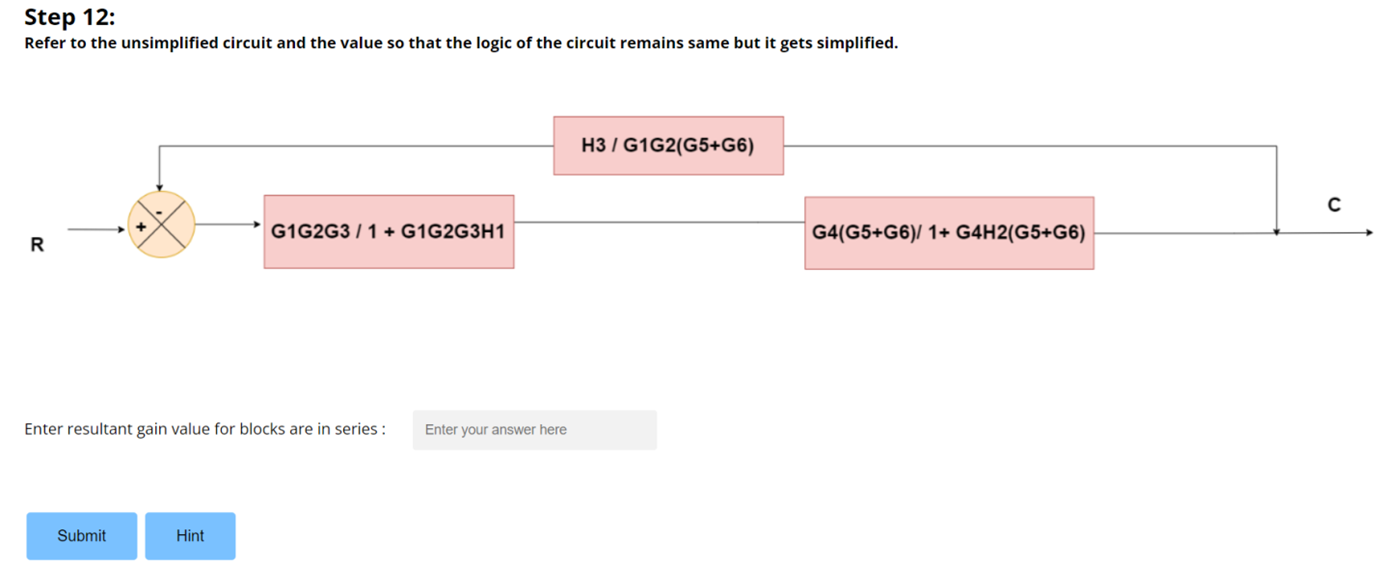 Step 12:
Refer to the unsimplified circuit and the value so that the logic of the circuit remains same but it gets simplified.
H3 / G1G2(G5+G6)
C
-
+
G1G2G3 / 1 + G1G2G3H1
G4(G5+G6)/ 1+ G4H2(G5+G6)
R
Enter resultant gain value for blocks are in series :
Enter your answer here
Submit
Hint